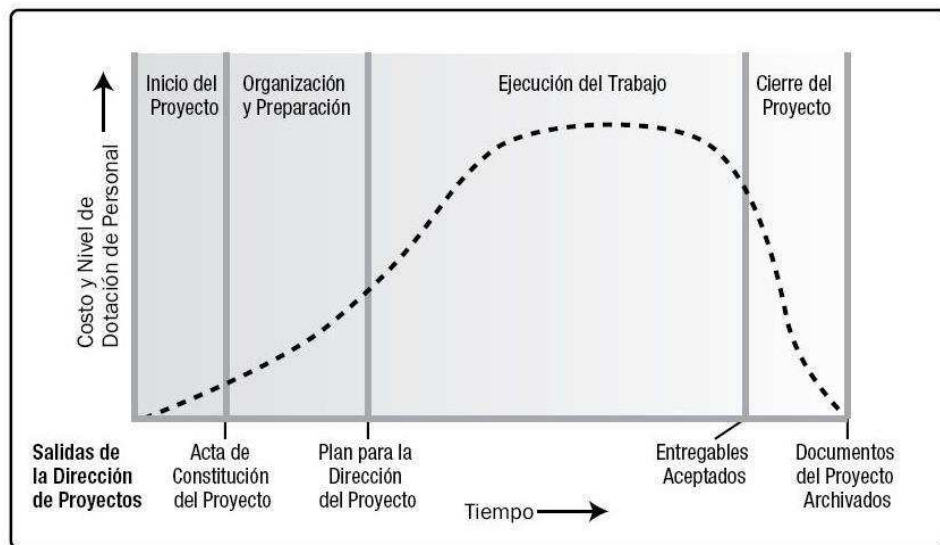 Inicio del
Proyecto
Organización
y Preparación
Ejecución del Trabajo
Cierre del
Proyecto
Costo y Nivel de
Dotación de Personal
Salidas de
la Dirección
de Proyectos
Acta de
Constitución
del Proyecto
Plan para la
Dirección
del Proyecto
Entregables
Aceptados
Documentos
del Proyecto
Archivados
Tiempo